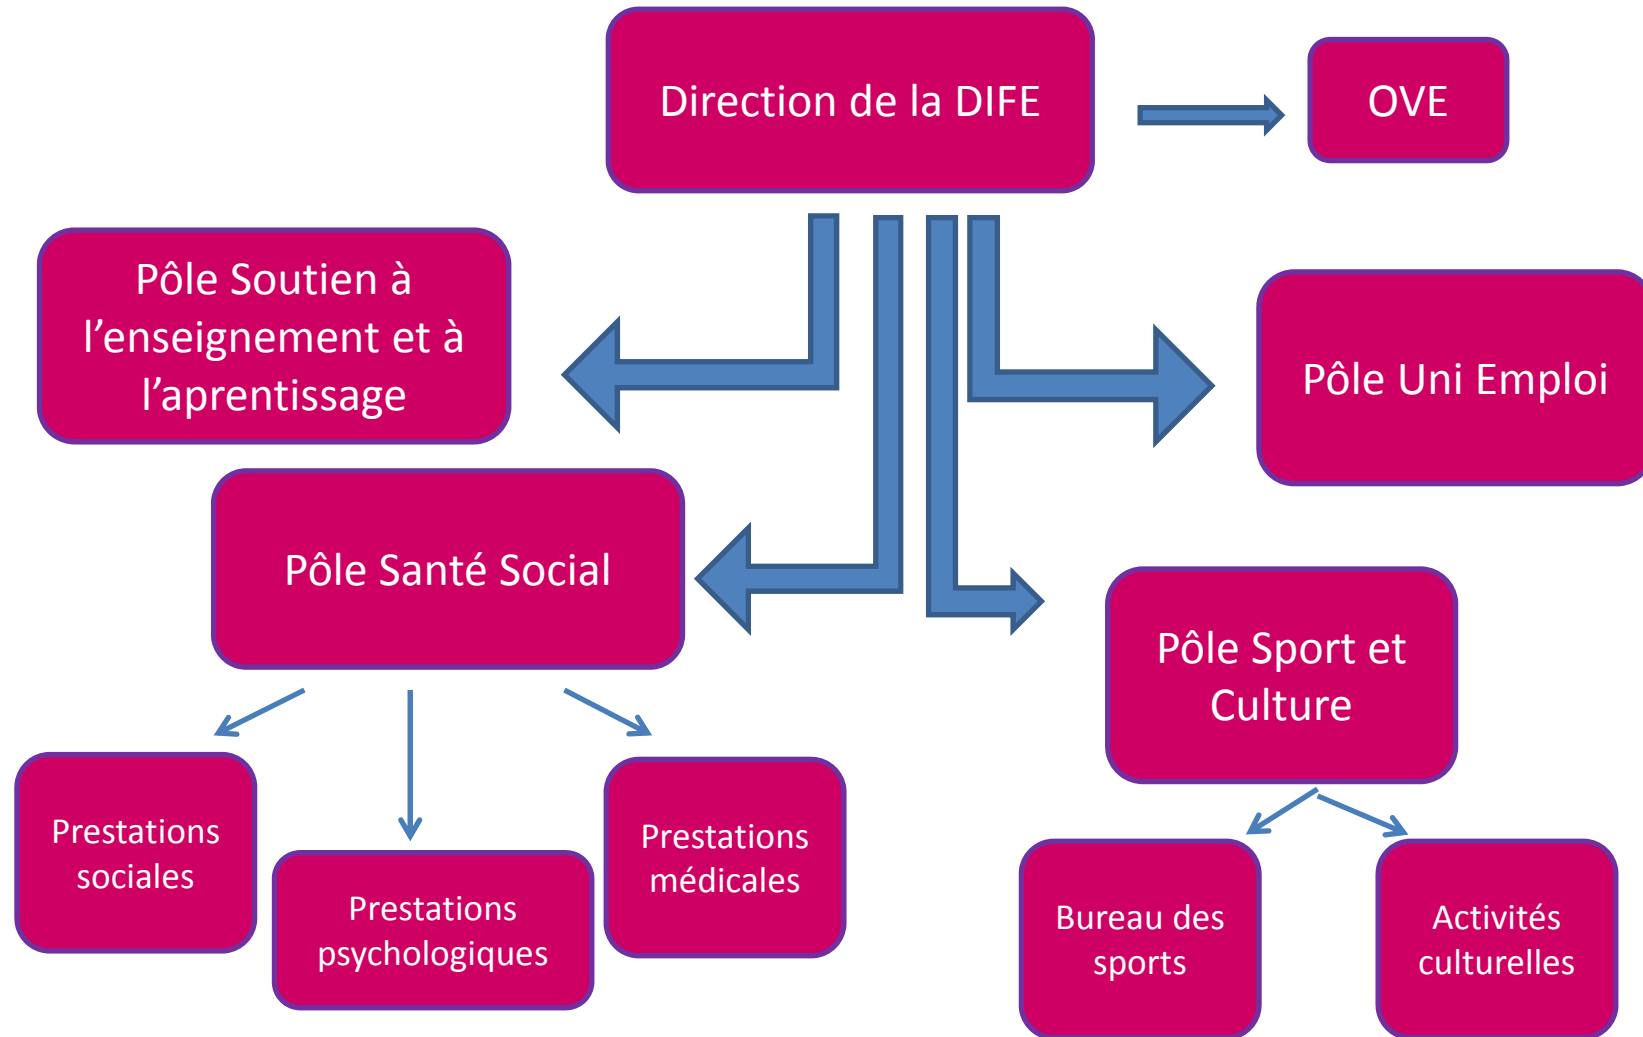 Direction de la DIFE
OVE
Pôle Soutien à
l’enseignement et à
l’aprentissage
Pôle Uni Emploi
Pôle Santé Social
Pôle Sport et
Culture
Prestations
sociales
Prestations
psychologiques
Prestations
médicales
Bureau des
sports
Activités
culturelles